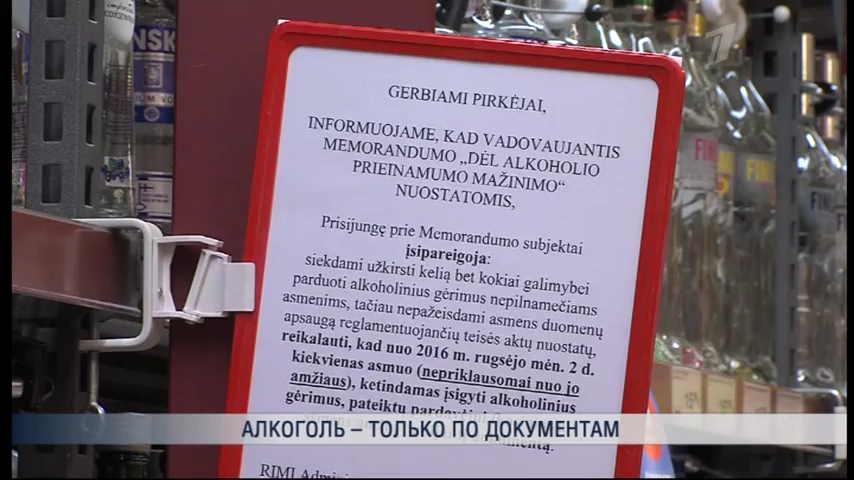 GERBIAMI PIRKĖJAI,
INFORMUOJAME, KAD VADOVAUJANTIS
MEMORANDUMO „DĖL ALKOHOLIO
PRIEINAMUMO MAŽINIMO“
NUOSTATOMIS,
Prisijungę prie Memorandumo subjektai
įsipareigoja:
siekdami užkirsti kelią bet kokiai galimybei
parduoti alkoholinius gėrimus nepilnamečiams
asmenims, tačiau nepažeisdami asmens duomenų
apsaugą reglamentuojančių teisės aktų nuostatų,
reikalauti, kad nuo 2016 m. rugsėjo mėn. 2 d.
kiekvienas asmuo (nepriklausomai nuo jo
amžiaus), ketindamas įsigyti alkoholinius
gėrimus, pateiktų pardavėjui
АЛКОГОЛЬ – ТОЛЬКО ПО ДОКУМЕНТАМ
RIMI